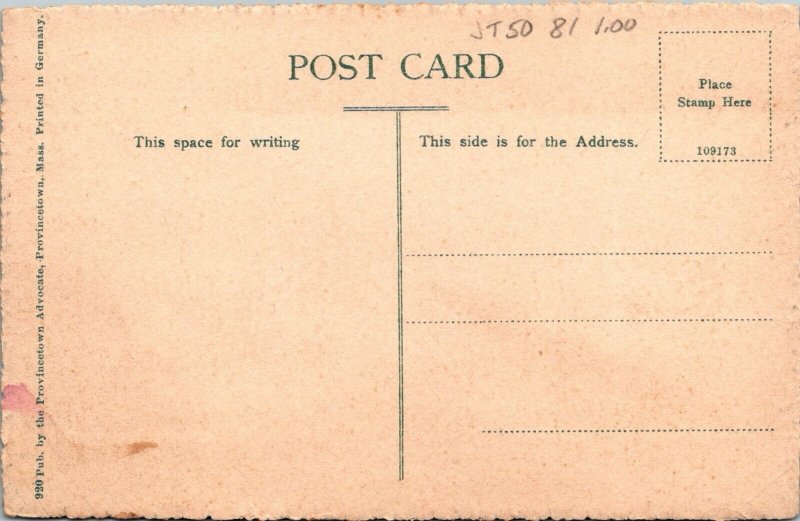 JT50 81 1.00
POST CARD
Place
Stamp Here
109173
This space for writing
This side is for the Address.
920 Pub. by the Provincetown Advocate, Provincetown, Mass. Printed in Germany.